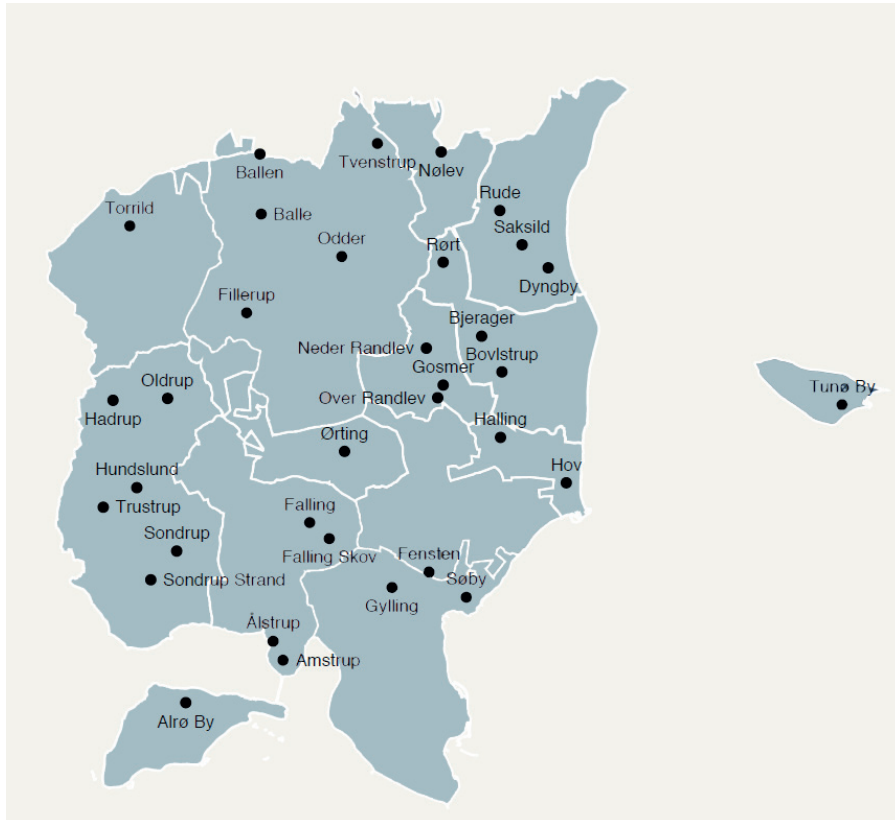 Tvenstrup
Nølev
Ballen
Torrild
Balle
Rude
Saksild
Odder
Rørt
Dyngby
Fillerup
Bjerager
Neder Randlev
Bovlstrup
Gosmer
Tunø By
Oldrup
Over Randlev
Hadrup
Halling
Ørting
Hov
Hundslund
Trustrup
Falling
Sondrup
Falling Skov
Fensten
Søby
Sondrup Strand
Gylling
Ålstrup
Amstrup
Alrø By